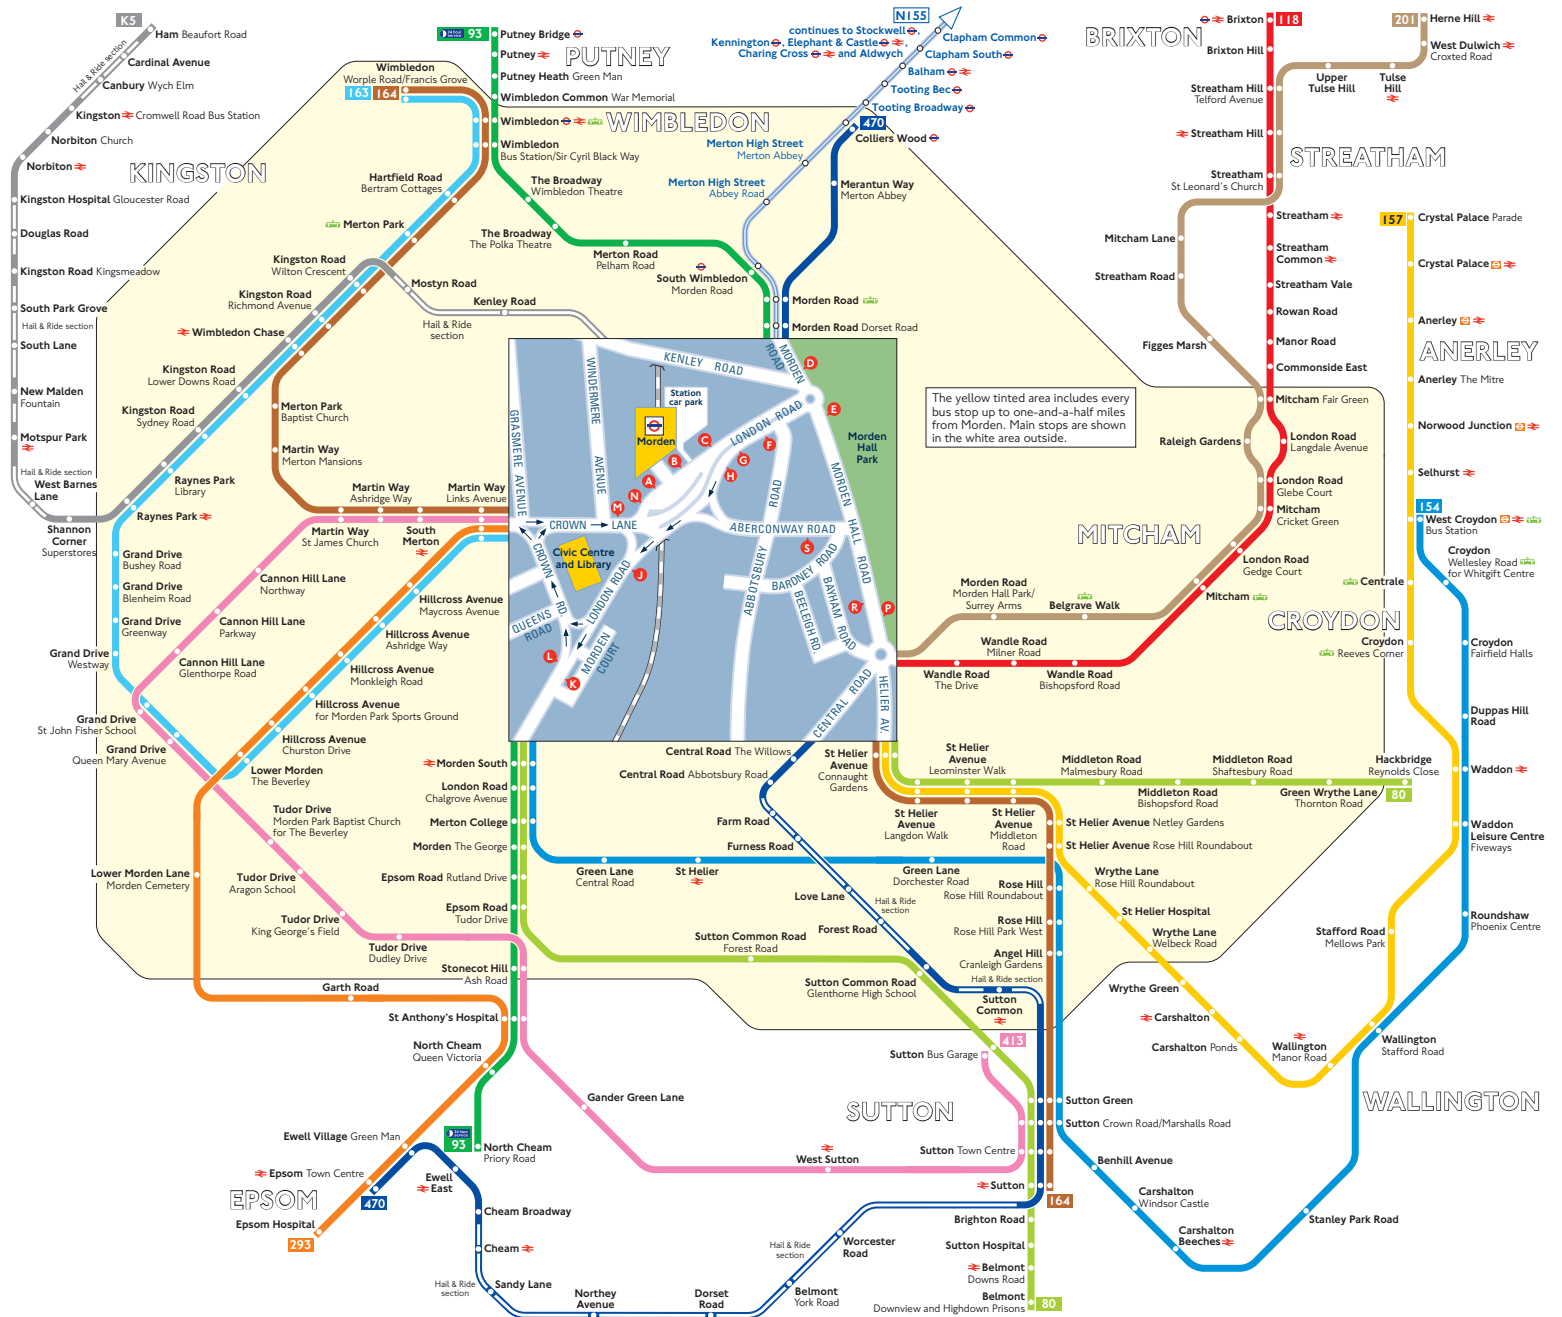 K5
Ham Beaufort Road
Hail & Ride section
Cardinal Avenue
Canbury Wych Elm
Kingston Cromwell Road Bus Station
Norbiton Church
Norbiton
KINGSTON
Kingston Hospital Gloucester Road
Douglas Road
Kingston Road Kingsmeadow
South Park Grove
Hail & Ride section
South Lane
New Malden
Fountain
Motspur Park
Hail & Ride section
West Barnes
Lane
Shannon
Corner
Superstores
24 hour
service
93
Putney Bridge
Putney
PUTNEY
Putney Heath Green Man
Wimbledon Common War Memorial
Wimbledon
WIMBLEDON
Wimbledon
Bus Station/Sir Cyril Black Way
Wimbledon
Worple Road/Francis Grove
163
164
Hartfield Road
Bertram Cottages
Merton Park
Kingston Road
Wilton Crescent
Kingston Road
Richmond Avenue
Wimbledon Chase
Kingston Road
Lower Downs Road
Kingston Road
Sydney Road
Raynes Park
Library
Raynes Park
Mostyn Road
Kenley Road
Hail & Ride
section
The Broadway
Wimbledon Theatre
The Broadway
The Polka Theatre
Merton Road
Pelham Road
South Wimbledon
Morden Road
N155
continues to Stockwell,
Kennington, Elephant & Castle,
Charing Cross and Aldwych
Clapham Common
Clapham South
Balham
Tooting Bec
Tooting Broadway
470
Colliers Wood
Merton High Street
Merton Abbey
Merton High Street
Abbey Road
Merantun Way
Merton Abbey
Morden Road
Morden Road Dorset Road
BRIXTON
Brixton
118
Brixton Hill
Streatham Hill
Telford Avenue
Streatham Hill
STREATHAM
Streatham
St Leonard's Church
Streatham
Streatham
Common
Streatham Vale
Rowan Road
Manor Road
Commonside East
Mitcham Fair Green
London Road
Langdale Avenue
London Road
Glebe Court
Mitcham
Cricket Green
London Road
Gedge Court
Mitcham
201
Herne Hill
West Dulwich
Croxted Road
Upper
Tulse Hill
Tulse
Hill
Mitcham Lane
Streatham Road
Figges Marsh
Raleigh Gardens
MITCHAM
Morden Road
Morden Hall Park/
Surrey Arms
Belgrave Walk
Wandle Road
Milner Road
Wandle Road
The Drive
Wandle Road
Bishopsford Road
157
Crystal Palace Parade
Crystal Palace
Anerley
ANERLEY
Anerley The Mitre
Norwood Junction
Selhurst
154
West Croydon
Bus Station
Croydon
Wellesley Road
for Whitgift Centre
Centrale
CROYDON
Croydon
Reeves Corner
Croydon
Fairfield Halls
Duppas Hill
Road
Waddon
Waddon
Leisure Centre
Fiveways
Roundshaw
Phoenix Centre
Stafford Road
Mellows Park
Wallington
Stafford Road
WALLINGTON
Wallington
Manor Road
Stanley Park Road
The yellow tinted area includes every
bus stop up to one-and-a-half miles
from Morden. Main stops are shown
in the white area outside.
KENLEY ROAD
MORDEN
ROAD
D
E
Morden
Hall
Park
Station
car park
Morden
WINDERMERE
AVENUE
GRASMERE AVENUE
LONDON ROAD
C
B
A
N
M
F
G
H
CROWN LANE
ABERCONWAY ROAD
S
Civic Centre
and Library
CROWN
RD
LONDON ROAD
J
QUEENS
ROAD
MORDEN
COURT
L
K
ABBOTSBURY ROAD
BARDNEY ROAD
BEELEIGH RD
BAYHAM ROAD
MORDEN HALL ROAD
R
P
CENTRAL ROAD
HELIER AV.
Merton Park
Baptist Church
Martin Way
Merton Mansions
Martin Way
Ashridge Way
Martin Way
Links Avenue
Martin Way
St James Church
South
Merton
Cannon Hill Lane
Northway
Cannon Hill Lane
Parkway
Cannon Hill Lane
Glenthorpe Road
Hillcross Avenue
Maycross Avenue
Hillcross Avenue
Ashridge Way
Hillcross Avenue
Monkleigh Road
Hillcross Avenue
for Morden Park Sports Ground
Hillcross Avenue
Churston Drive
Lower Morden
The Beverley
Grand Drive
Bushey Road
Grand Drive
Blenheim Road
Grand Drive
Greenway
Grand Drive
Westway
Grand Drive
St John Fisher School
Grand Drive
Queen Mary Avenue
Tudor Drive
Morden Park Baptist Church
for The Beverley
Lower Morden Lane
Morden Cemetery
Tudor Drive
Aragon School
Tudor Drive
King George's Field
Tudor Drive
Dudley Drive
Morden South
London Road
Chalgrove Avenue
Merton College
Morden The George
Epsom Road Rutland Drive
Epsom Road
Tudor Drive
Stonecot Hill
Ash Road
Garth Road
St Anthony's Hospital
North Cheam
Queen Victoria
Ewell Village Green Man
Epsom Town Centre
EPSOM
Epsom Hospital
293
470
24 hour
service
93
North Cheam
Priory Road
Ewell
East
Cheam Broadway
Cheam
Hail & Ride
section
Sandy Lane
Northey
Avenue
Dorset
Road
Belmont
York Road
Hail & Ride
section
Worcester
Road
Gander Green Lane
West Sutton
Central Road The Willows
Central Road Abbotsbury Road
Farm Road
Furness Road
Green Lane
Central Road
St Helier
Green Lane
Dorchester Road
Love Lane
Hail & Ride
section
Forest Road
Sutton Common Road
Forest Road
Sutton Common Road
Glenthorne High School
Hail & Ride section
Sutton
Common
413
Sutton Bus Garage
SUTTON
Sutton Green
Sutton Crown Road/Marshalls Road
Sutton Town Centre
Sutton
164
Brighton Road
Sutton Hospital
Belmont
Downs Road
Belmont
Downview and Highdown Prisons
80
St Helier
Avenue
Connaught
Gardens
St Helier
Avenue
Leominster Walk
St Helier
Avenue
Langdon Walk
St Helier
Avenue
Middleton
Road
Middleton Road
Malmesbury Road
Middleton Road
Bishopsford Road
Middleton Road
Shaftesbury Road
Green Wrythe Lane
Thornton Road
Hackbridge
Reynolds Close
80
St Helier Avenue Netley Gardens
St Helier Avenue Rose Hill Roundabout
Rose Hill
Rose Hill Roundabout
Rose Hill
Rose Hill Park West
Angel Hill
Cranleigh Gardens
Wrythe Lane
Rose Hill Roundabout
St Helier Hospital
Wrythe Lane
Welbeck Road
Wrythe Green
Carshalton
Carshalton Ponds
Benhill Avenue
Carshalton
Windsor Castle
Carshalton
Beeches